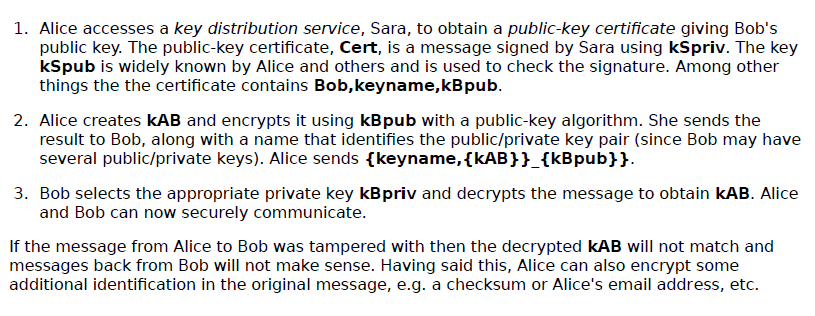 1. Alice accesses a key distribution service, Sara, to obtain a public-key certificate giving Bob's
public key. The public-key certificate, Cert, is a message signed by Sara using kSpriv. The key
kSpub is widely known by Alice and others and is used to check the signature. Among other
things the the certificate contains Bob,keyname,kBpub.
2. Alice creates kAB and encrypts it using kBpub with a public-key algorithm. She sends the
result to Bob, along with a name that identifies the public/private key pair (since Bob may have
several public/private keys). Alice sends {keyname,{kAB}}_{kBpub}}.
3. Bob selects the appropriate private key kBpriv and decrypts the message to obtain kAB. Alice
and Bob can now securely communicate.
If the message from Alice to Bob was tampered with then the decrypted kAB will not match and
messages back from Bob will not make sense. Having said this, Alice can also encrypt some
additional identification in the original message, e.g. a checksum or Alice's email address, etc.